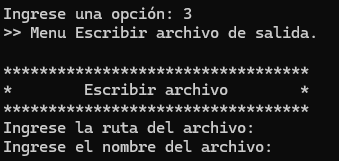 Ingrese una opción: 3
>> Menu Escribir archivo de salida.
**********************************
*        Escribir archivo        *
**********************************
Ingrese la ruta del archivo:
Ingrese el nombre del archivo: